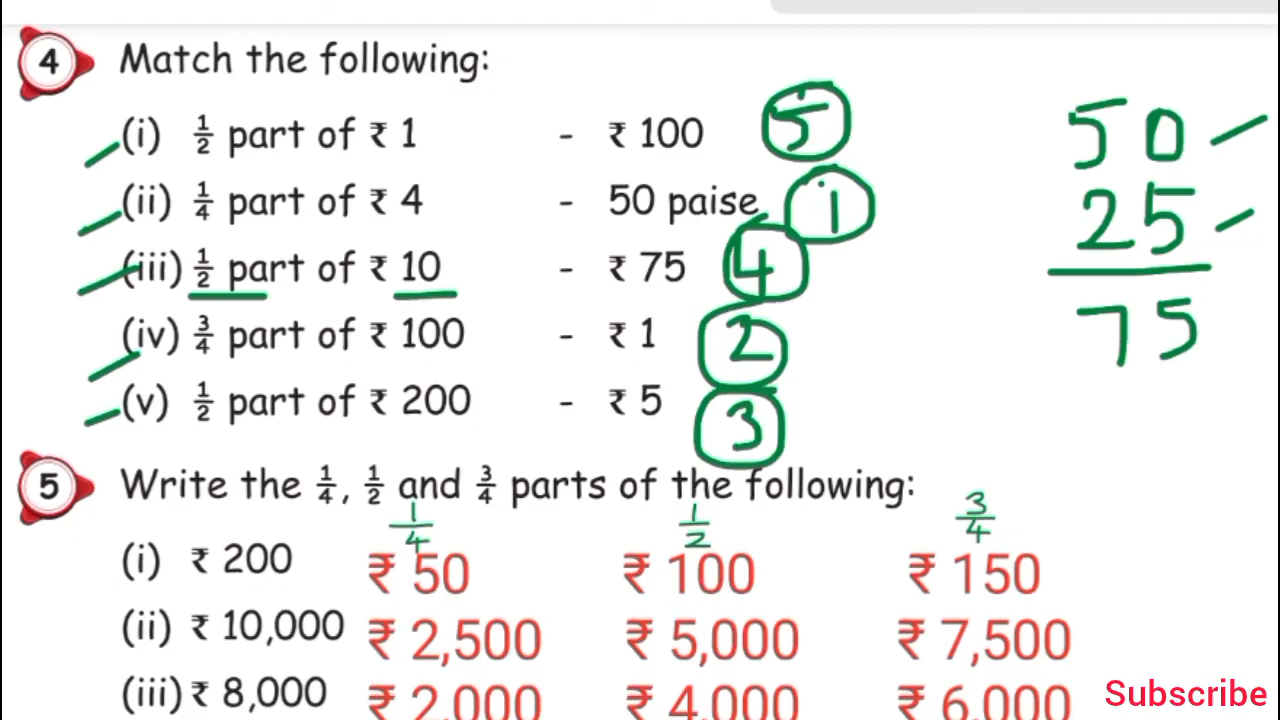 4 Match the following:
(i) 1/2 part of ₹ 1 - ₹ 100 5
(ii) 1/4 part of ₹ 4 - 50 paise 1
(iii) 1/2 part of ₹ 10 - ₹ 75 4
(iv) 3/4 part of ₹ 100 - ₹ 1 2
(v) 1/2 part of ₹ 200 - ₹ 5 3
50
25
75
5 Write the 1/4, 1/2 and 3/4 parts of the following:
1/4 1/2 3/4
(i) ₹ 200 ₹ 50 ₹ 100 ₹ 150
(ii) ₹ 10,000 ₹ 2,500 ₹ 5,000 ₹ 7,500
(iii) ₹ 8,000 ₹ 2,000 ₹ 4,000 ₹ 6,000
Subscribe